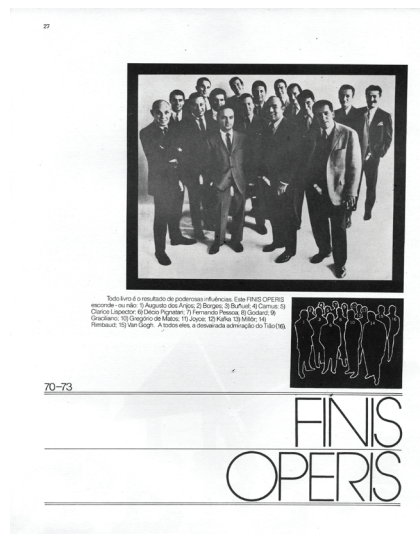 27
Todo livro é o resultado de poderosas influências. Este FINIS OPERIS
esconde - ou não: 1) Augusto dos Anjos; 2) Borges; 3) Buñuel; 4) Camus; 5)
Clarice Lispector; 6) Décio Pignatari; 7) Fernando Pessoa; 8) Godard; 9)
Graciliano; 10) Gregório de Matos; 11) Joyce; 12) Kafka 13) Millôr; 14)
Rimbaud; 15) Van Gogh. A todos eles, a desvairada admiração do Tião (16).
70-73
FINIS
OPERIS